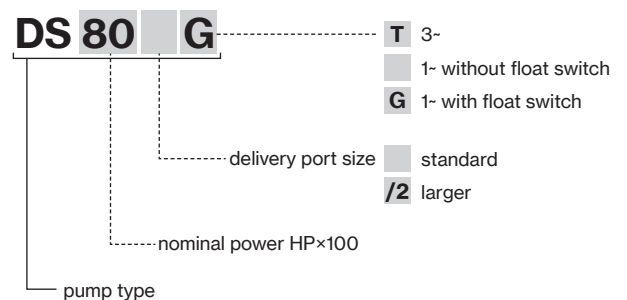 DS 80 G
T 3~
1~ without float switch
G 1~ with float switch
delivery port size
standard
/2 larger
nominal power HP×100
pump type